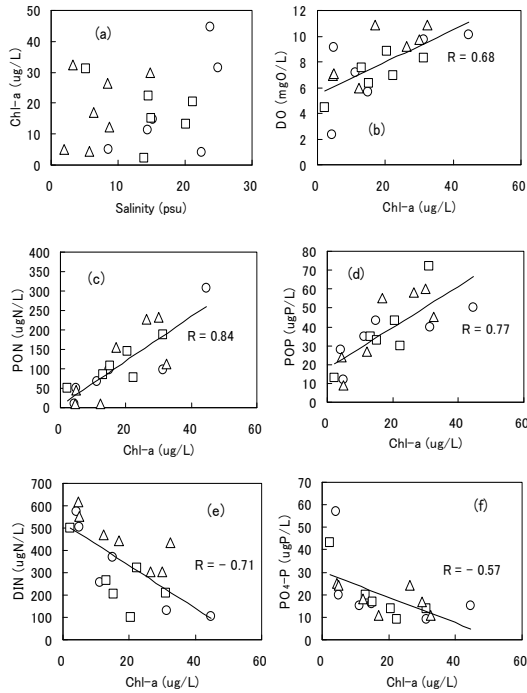 50
40
30
20
10
0
0 10 20 30
Chl-a (ug/L)
Salinity (psu)
(a)
12
10
8
6
4
2
0
0 20 40 60
DO (mgO/L)
Chl-a (ug/L)
R = 0.68
(b)
400
350
300
250
200
150
100
50
0
0 20 40 60
PON (ugN/L)
Chl-a (ug/L)
(c)
R = 0.84
80
70
60
50
40
30
20
10
0
0 20 40 60
POP (ugP/L)
Chl-a (ug/L)
(d)
R = 0.77
700
600
500
400
300
200
100
0
0 20 40 60
DIN (ugN/L)
Chl-a (ug/L)
(e)
R = - 0.71
100
80
60
40
20
0
0 20 40 60
PO₄-P (ugP/L)
Chl-a (ug/L)
(f)
R = - 0.57